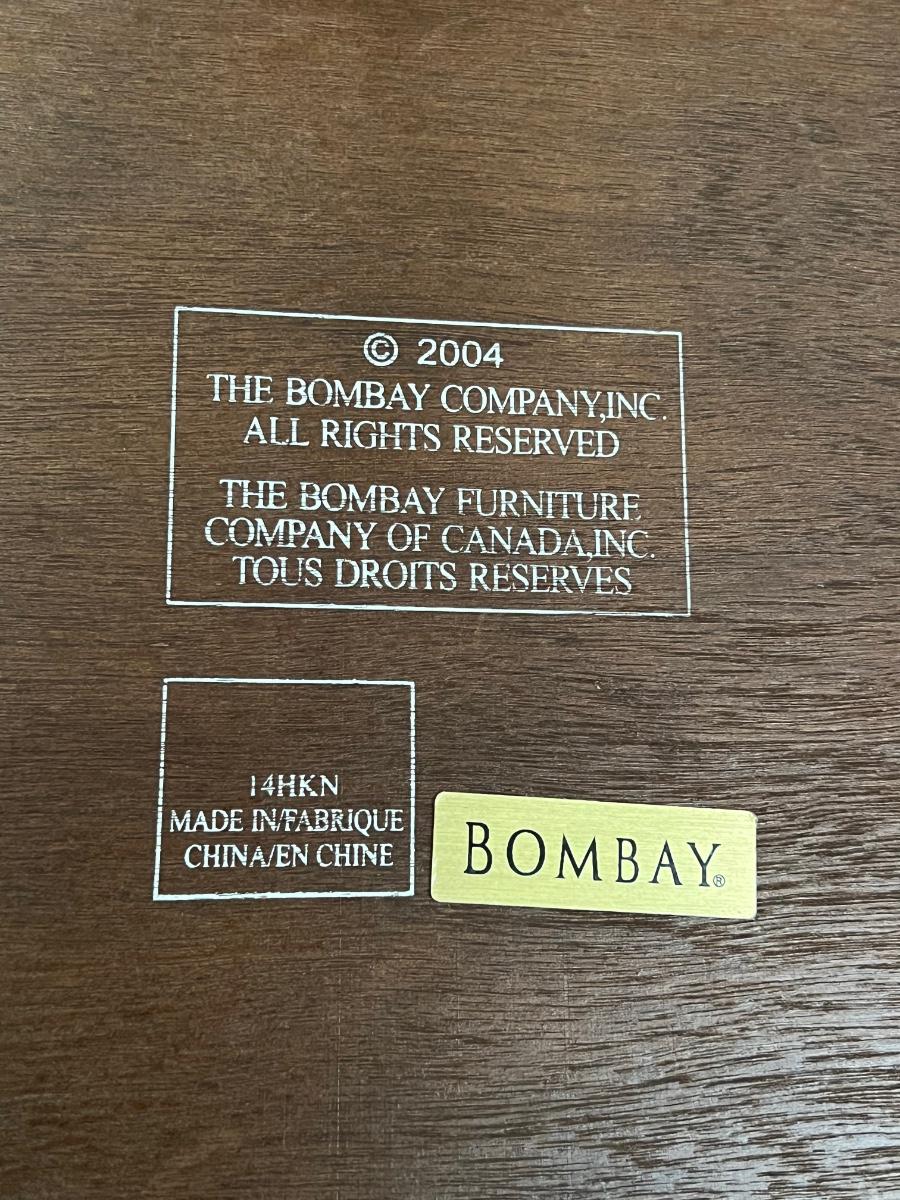 © 2004
THE BOMBAY COMPANY,INC.
ALL RIGHTS RESERVED
THE BOMBAY FURNITURE
COMPANY OF CANADA,INC.
TOUS DROITS RESERVES
14HKN
MADE IN/FABRIQUE
CHINA/EN CHINE
BOMBAY®